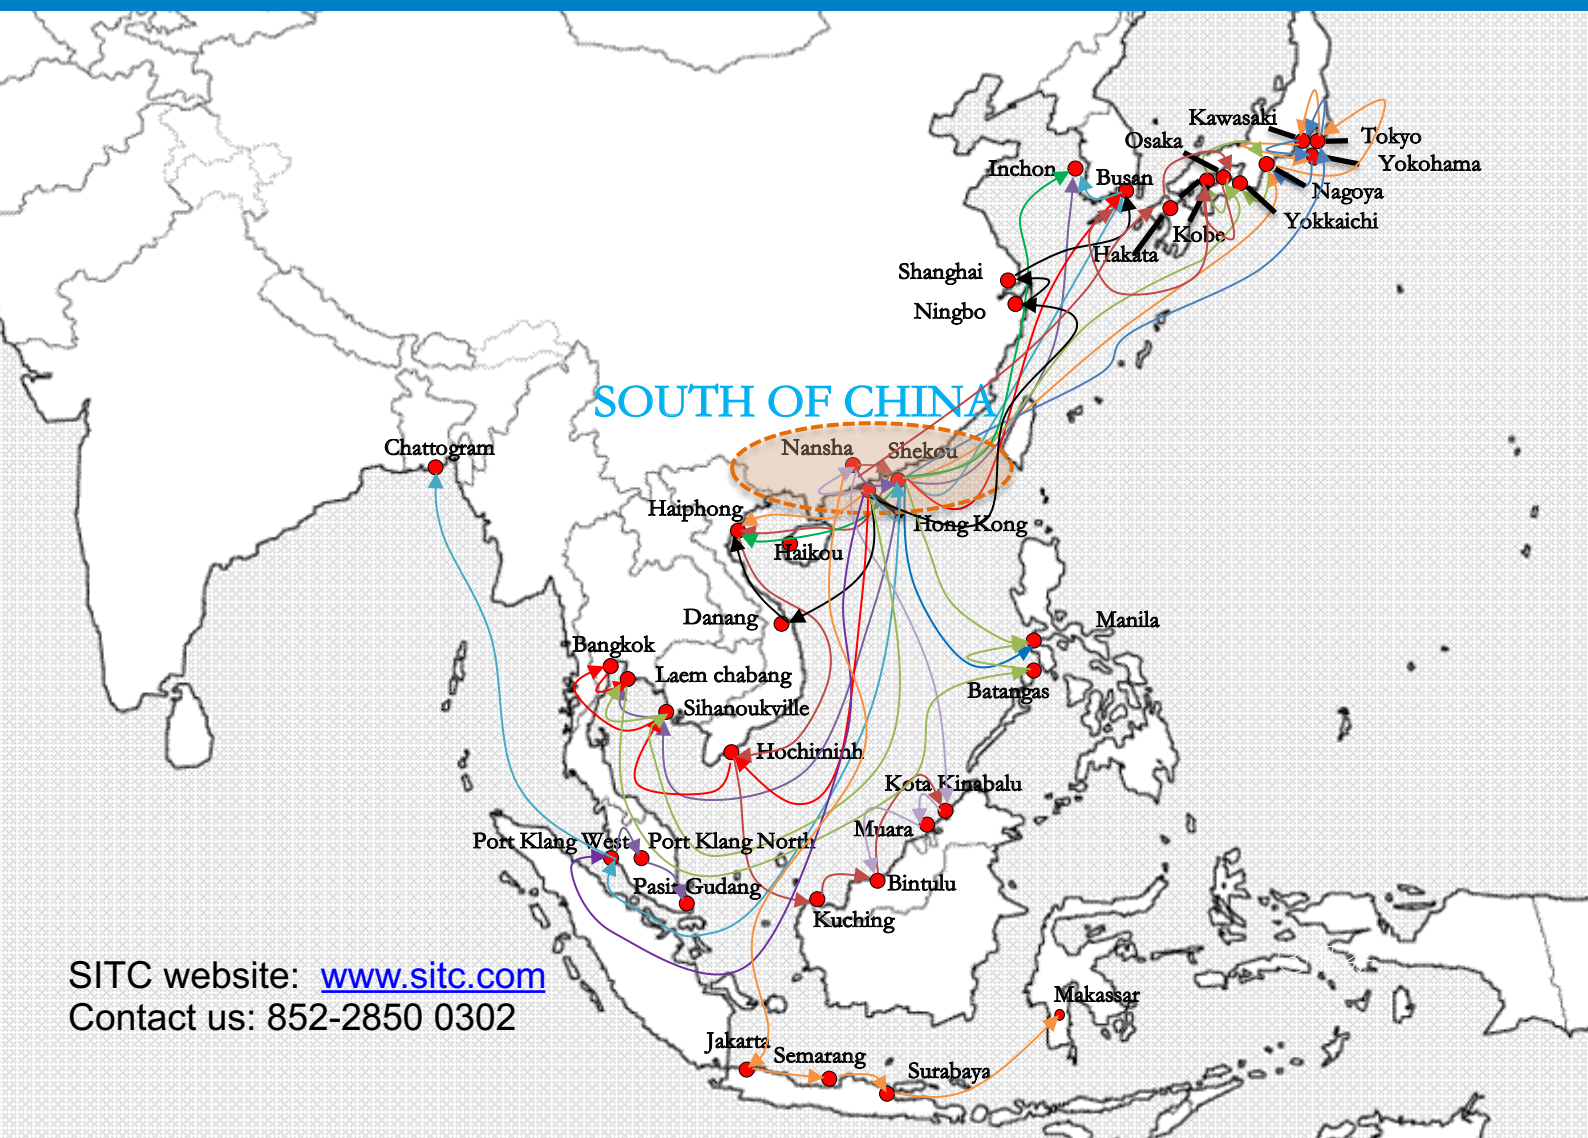 Kawasaki
Osaka
Tokyo
Yokohama
Inchon
Busan
Nagoya
Yokkaichi
Kobe
Hakata
Shanghai
Ningbo
SOUTH OF CHINA
Chattogram
Nansha
Shekou
Haiphong
Hong Kong
Haikou
Danang
Manila
Bangkok
Laem chabang
Batangas
Sihanoukville
Hochiminh
Kota Kinabalu
Muara
Port Klang West
Port Klang North
Pasir Gudang
Bintulu
Kuching
SITC website: www.sitc.com
Contact us: 852-2850 0302
Makassar
Jakarta
Semarang
Surabaya